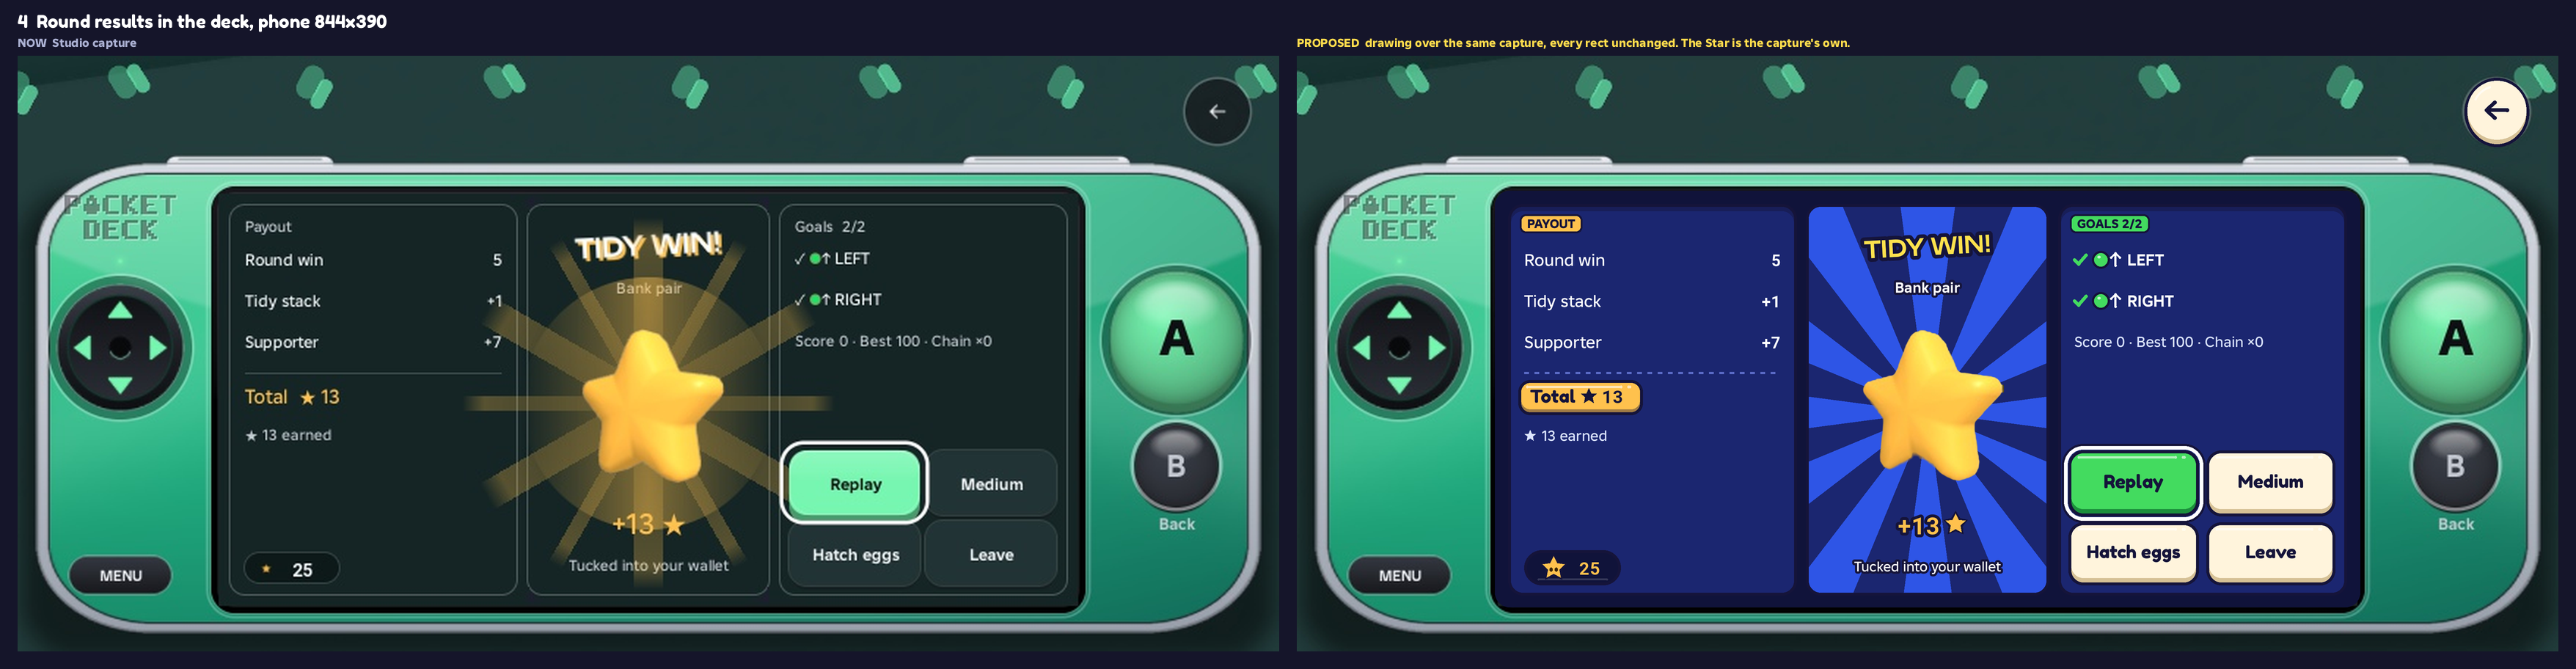 4 Round results in the deck, phone 844x390
NOW Studio capture
POCKET
DECK
Payout
Round win 5
Tidy stack +1
Supporter +7
Total ★ 13
★ 13 earned
★ 25
TIDY WIN!
Bank pair
+13 ★
Tucked into your wallet
Goals 2/2
✓ ●↑ LEFT
✓ ●↑ RIGHT
Score 0 · Best 100 · Chain ×0
Replay
Medium
Hatch eggs
Leave
A
B
Back
MENU
PROPOSED drawing over the same capture, every rect unchanged. The Star is the capture's own.
POCKET
DECK
PAYOUT
Round win 5
Tidy stack +1
Supporter +7
Total ★ 13
★ 13 earned
★ 25
TIDY WIN!
Bank pair
+13 ★
Tucked into your wallet
GOALS 2/2
✓ ●↑ LEFT
✓ ●↑ RIGHT
Score 0 · Best 100 · Chain ×0
Replay
Medium
Hatch eggs
Leave
A
B
Back
MENU